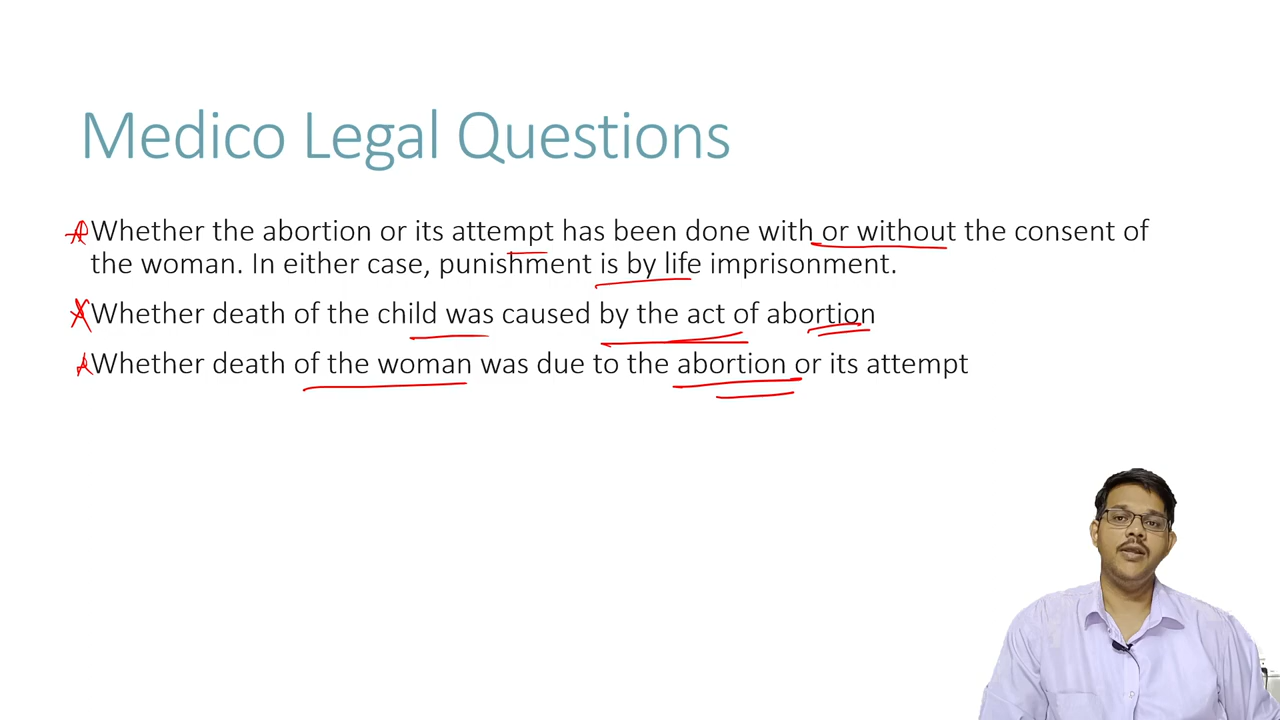 Medico Legal Questions
Whether the abortion or its attempt has been done with or without the consent of
the woman. In either case, punishment is by life imprisonment.
Whether death of the child was caused by the act of abortion
Whether death of the woman was due to the abortion or its attempt